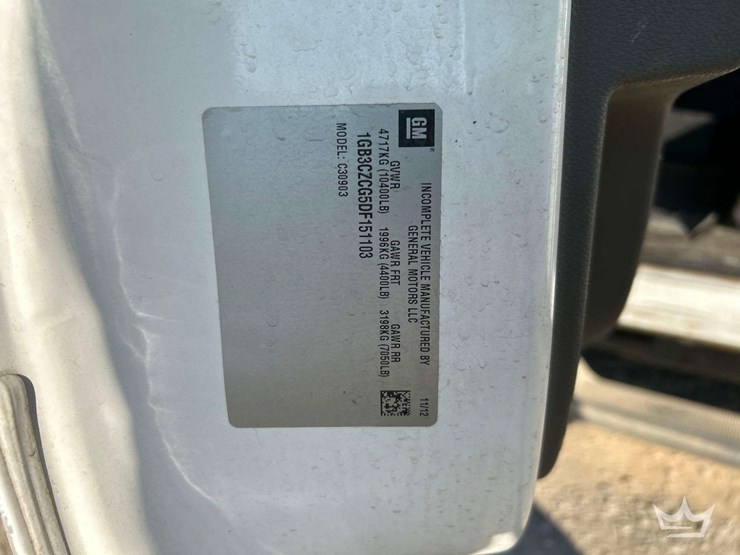 GM
INCOMPLETE VEHICLE MANUFACTURED BY
GENERAL MOTORS LLC
11/12
GVWR GAWR FRT GAWR RR
4717KG (10400LB) 1996KG (4400LB) 3198KG (7050LB)
1GB3CZCG5DF151103
MODEL: C30903